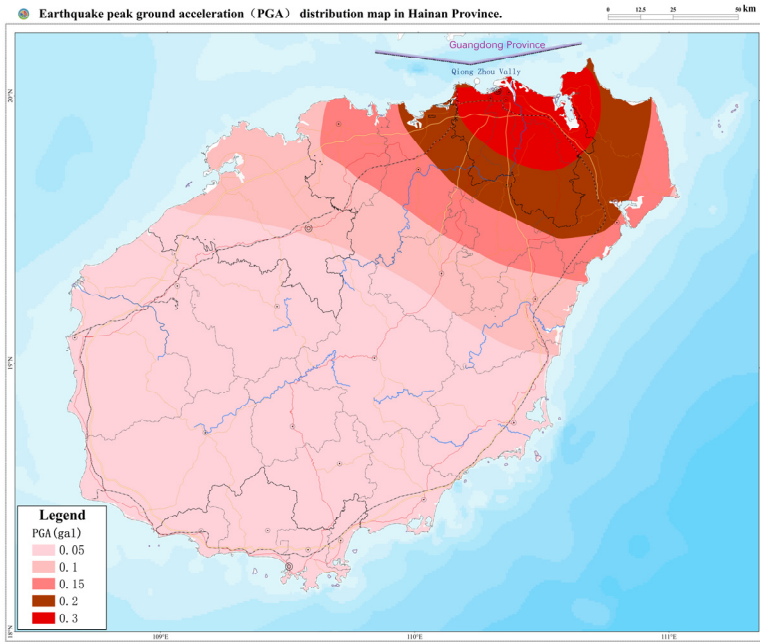 Earthquake peak ground acceleration（PGA） distribution map in Hainan Province.
0 12.5 25 50 km
Guangdong Province
Qiong Zhou Vally
20°N
19°N
18°N
Legend
PGA(gal)
0.05
0.1
0.15
0.2
0.3
109°E 110°E 111°E